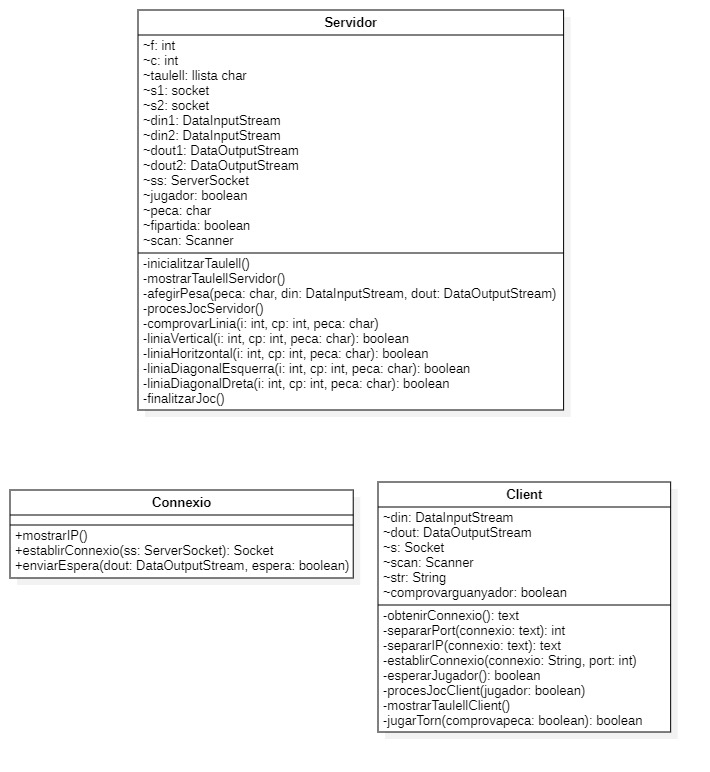 Servidor
~f: int
~c: int
~taulell: llista char
~s1: socket
~s2: socket
~din1: DataInputStream
~din2: DataInputStream
~dout1: DataOutputStream
~dout2: DataOutputStream
~ss: ServerSocket
~jugador: boolean
~peca: char
~fipartida: boolean
~scan: Scanner
-inicialitzarTaulell()
-mostrarTaulellServidor()
-afegirPesa(peca: char, din: DataInputStream, dout: DataOutputStream)
-procesJocServidor()
-comprovarLinia(i: int, cp: int, peca: char)
-liniaVertical(i: int, cp: int, peca: char): boolean
-liniaHoritzontal(i: int, cp: int, peca: char): boolean
-liniaDiagonalEsquerra(i: int, cp: int, peca: char): boolean
-liniaDiagonalDreta(i: int, cp: int, peca: char): boolean
-finalitzarJoc()
Connexio
+mostrarIP()
+establirConnexio(ss: ServerSocket): Socket
+enviarEspera(dout: DataOutputStream, espera: boolean)
Client
~din: DataInputStream
~dout: DataOutputStream
~s: Socket
~scan: Scanner
~str: String
~comprovarguanyador: boolean
-obtenirConnexio(): text
-separarPort(connexio: text): int
-separarIP(connexio: text): text
-establirConnexio(connexio: String, port: int)
-esperarJugador(): boolean
-procesJocClient(jugador: boolean)
-mostrarTaulellClient()
-jugarTorn(comprovapeca: boolean): boolean